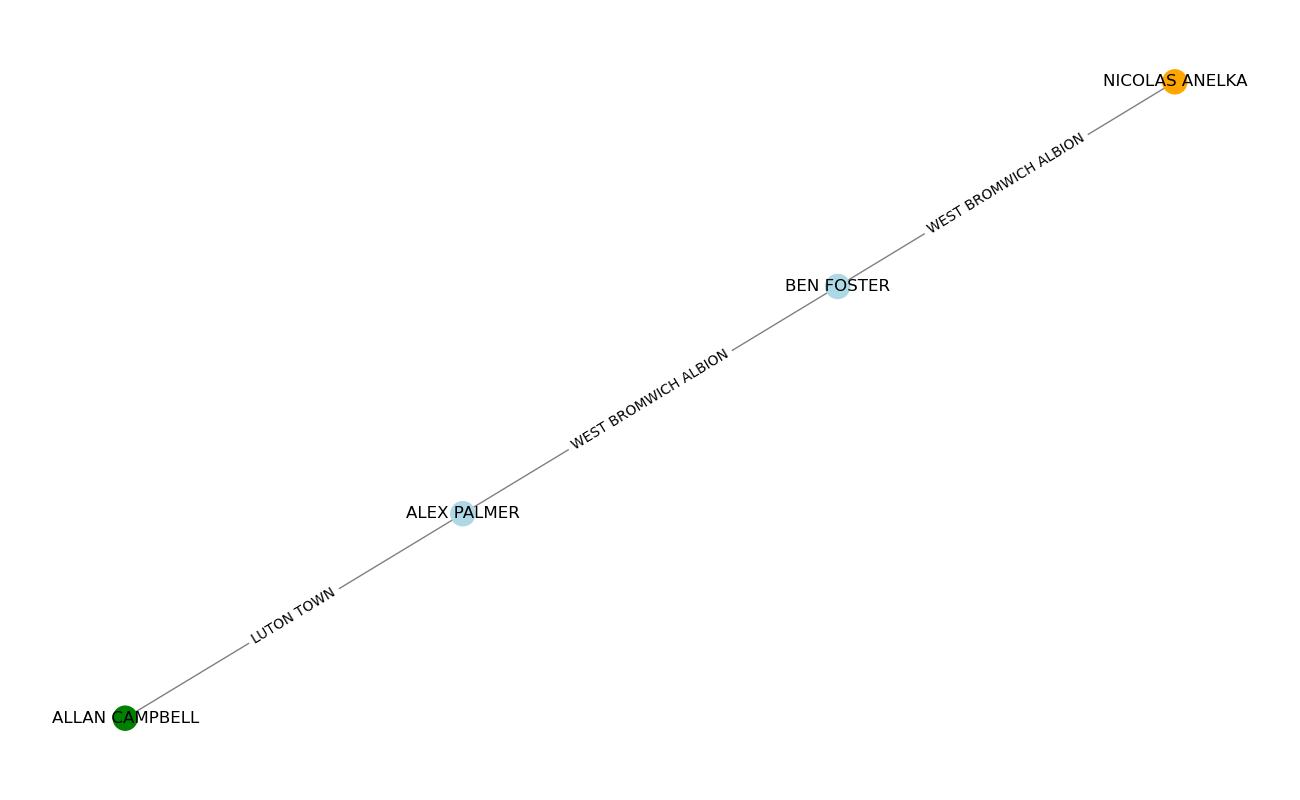 NICOLAS ANELKA
WEST BROMWICH ALBION
BEN FOSTER
WEST BROMWICH ALBION
ALEX PALMER
LUTON TOWN
ALLAN CAMPBELL